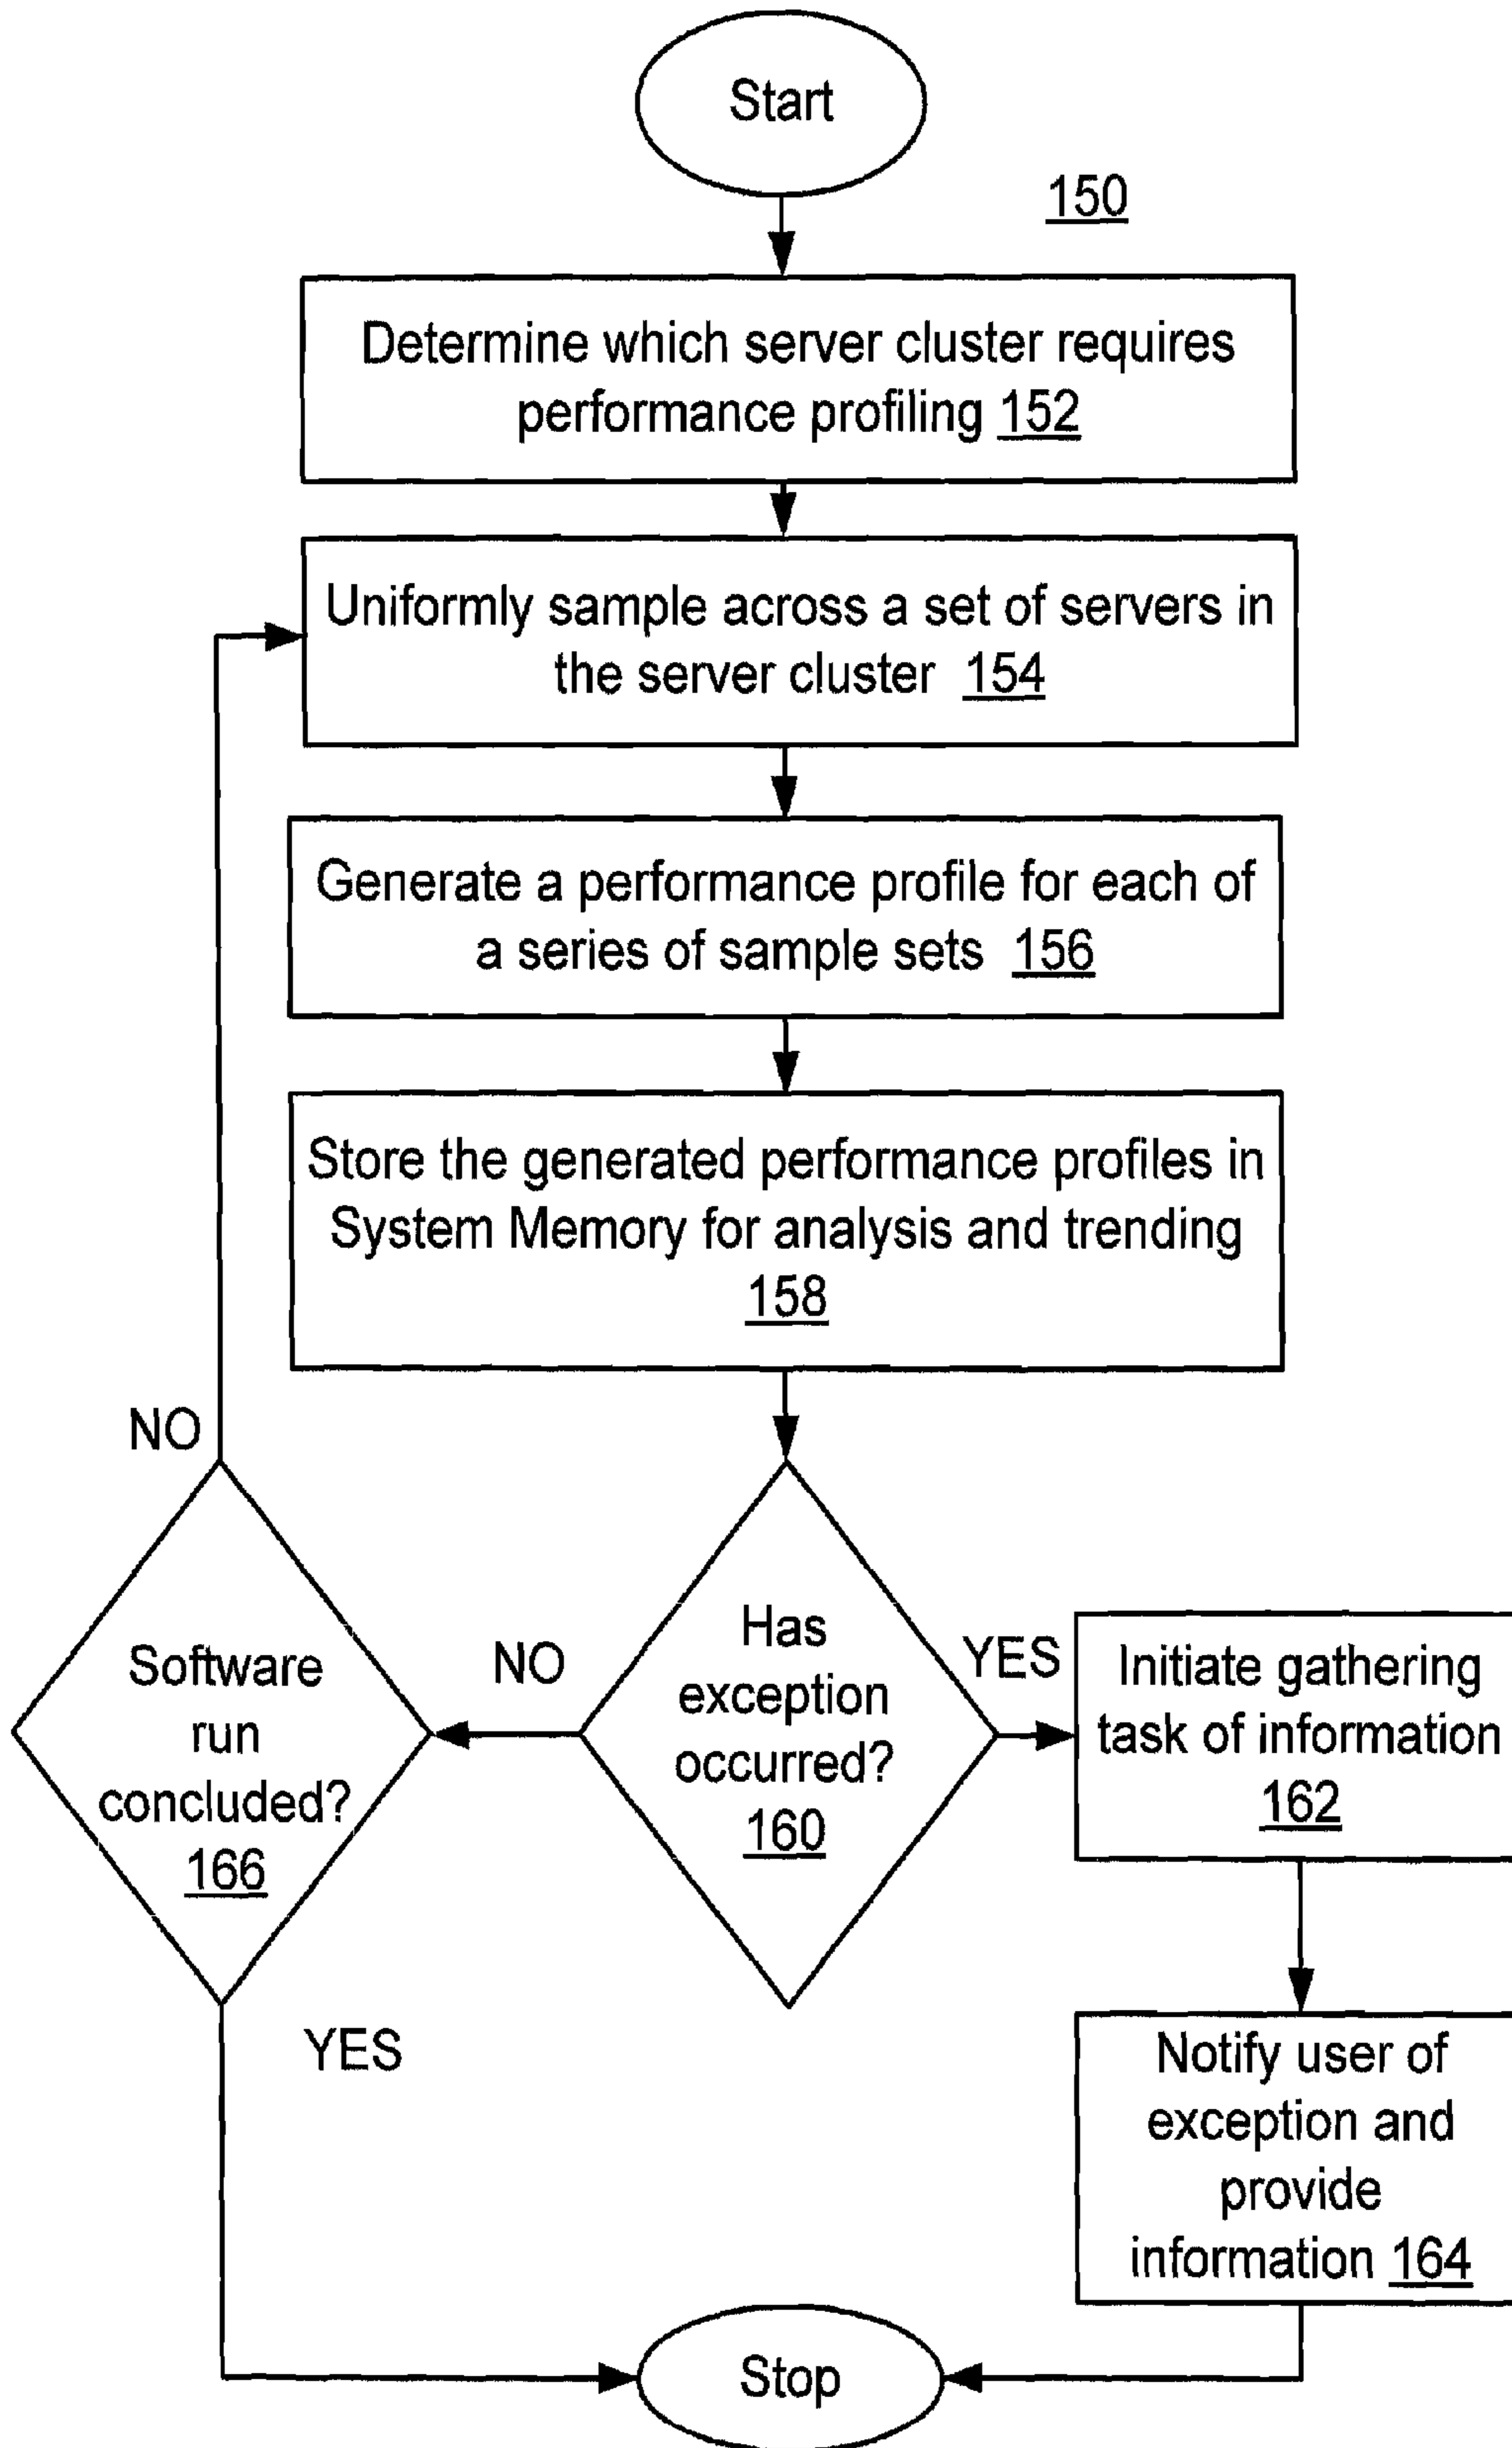 Start
150
Determine which server cluster requires
performance profiling 152
Uniformly sample across a set of servers in
the server cluster 154
Generate a performance profile for each of
a series of sample sets 156
Store the generated performance profiles in
System Memory for analysis and trending
158
NO
Software
run
concluded?
166
NO
Has
exception
occurred?
160
YES
Initiate gathering
task of information
162
YES
Notify user of
exception and
provide
information 164
Stop